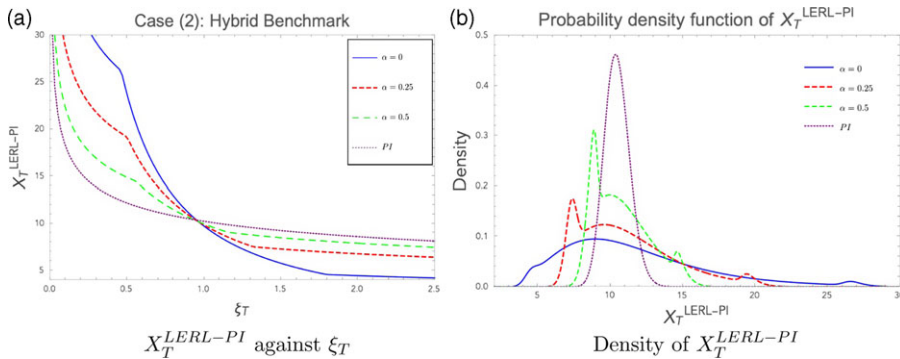 (a)
Case (2): Hybrid Benchmark
30
25
20
15
10
5
X_T^LERL-PI
α = 0
α = 0.25
α = 0.5
PI
0.0 0.5 1.0 1.5 2.0 2.5
ξ_T
X_T^{LERL-PI} against ξ_T
(b)
Probability density function of X_T^LERL-PI
0.5
0.4
0.3
0.2
0.1
0.0
Density
α = 0
α = 0.25
α = 0.5
PI
5 10 15 20 25 30
X_T^LERL-PI
Density of X_T^{LERL-PI}